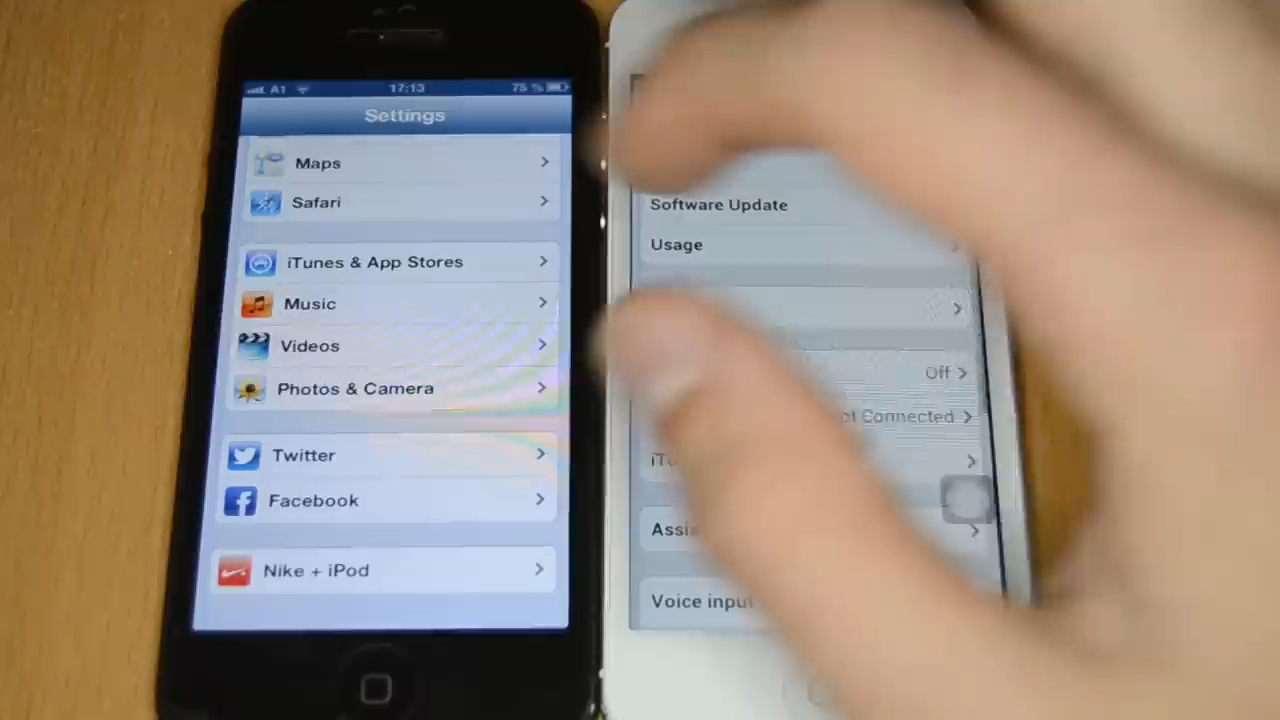 A1
17:13
75 %
Settings
Maps
Safari
iTunes & App Stores
Music
Videos
Photos & Camera
Twitter
Facebook
Nike + iPod
Software Update
Usage
Off
Connected
Voice input